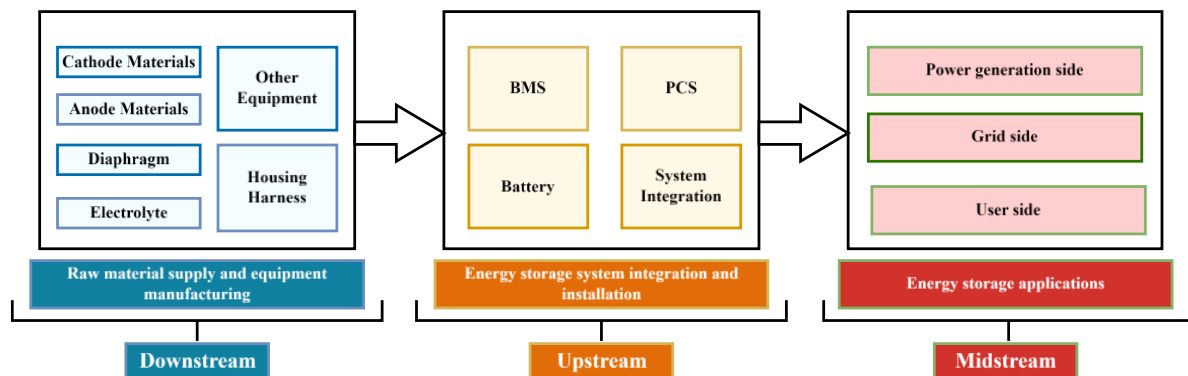 Cathode Materials
Anode Materials
Diaphragm
Electrolyte
Other
Equipment
Housing
Harness
BMS
PCS
Battery
System
Integration
Power generation side
Grid side
User side
Raw material supply and equipment
manufacturing
Energy storage system integration and
installation
Energy storage applications
Downstream
Upstream
Midstream